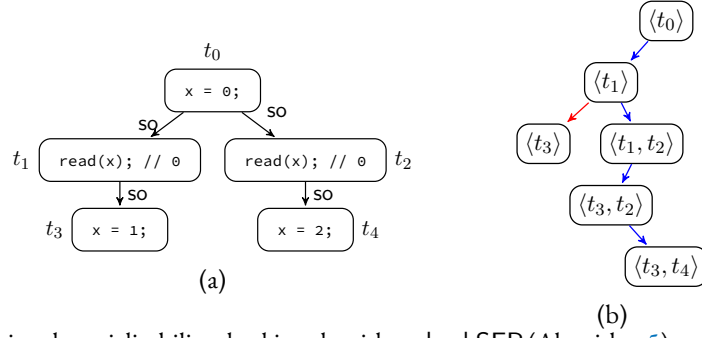 t₀
x = 0;
so so
t₁ read(x); // 0 read(x); // 0 t₂
so so
t₃ x = 1; x = 2; t₄
(a)
⟨t₀⟩
⟨t₁⟩
⟨t₃⟩ ⟨t₁, t₂⟩
⟨t₃, t₂⟩
⟨t₃, t₄⟩
(b)